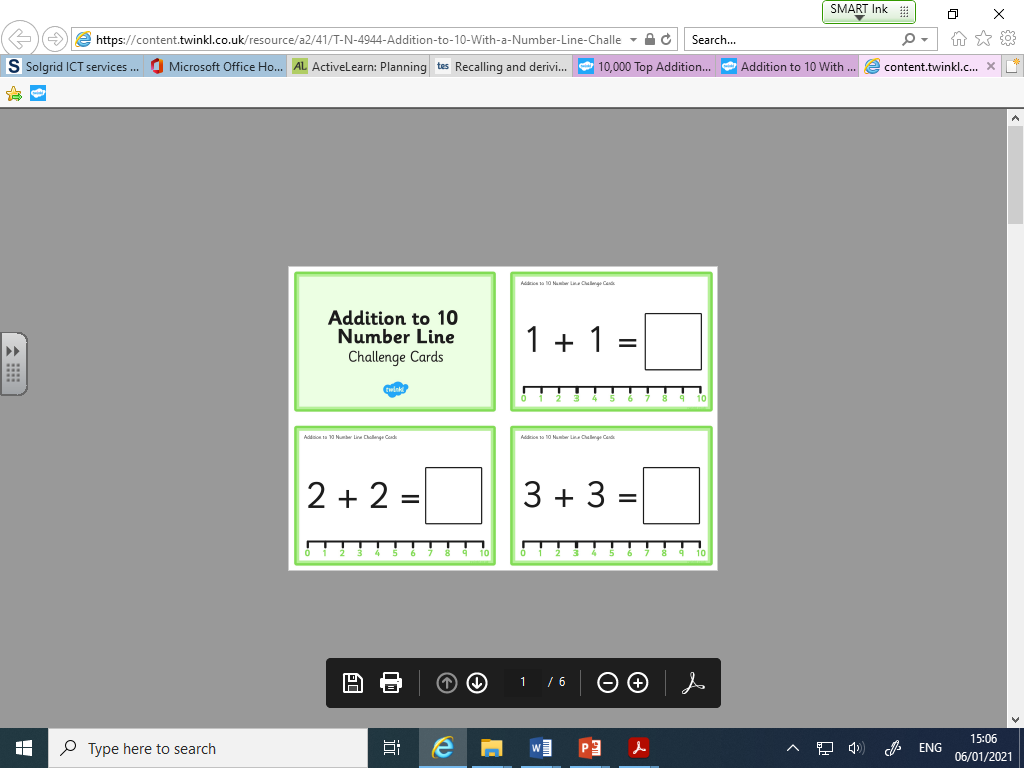 SMART Ink
https://content.twinkl.co.uk/resource/a2/41/T-N-4944-Addition-to-10-With-a-Number-Line-Challe
Search...
Solgrid ICT services ...
Microsoft Office Ho...
AL ActiveLearn: Planning
tes Recalling and derivi...
10,000 Top Addition...
Addition to 10 With ...
content.twinkl.c...
Addition to 10
Number Line
Challenge Cards
twinkl
Addition to 10 Number Line Challenge Cards
1 + 1 =
0 1 2 3 4 5 6 7 8 9 10
Addition to 10 Number Line Challenge Cards
2 + 2 =
0 1 2 3 4 5 6 7 8 9 10
Addition to 10 Number Line Challenge Cards
3 + 3 =
0 1 2 3 4 5 6 7 8 9 10
1 / 6
Type here to search
ENG
15:06
06/01/2021